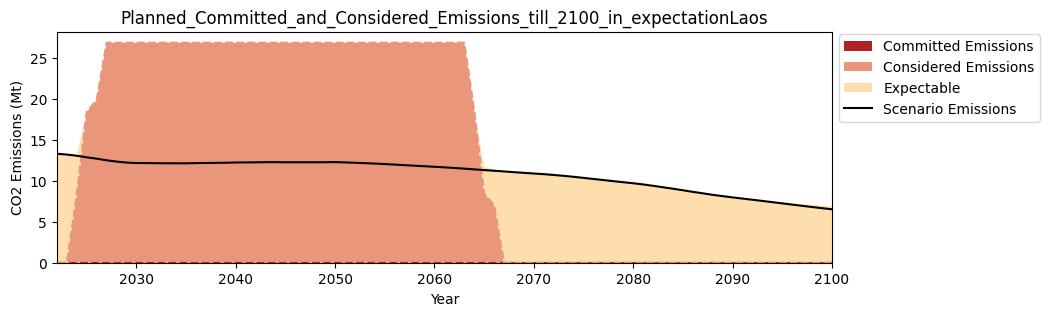 Planned_Committed_and_Considered_Emissions_till_2100_in_expectationLaos
CO2 Emissions (Mt)
25
20
15
10
5
0
2030 2040 2050 2060 2070 2080 2090 2100
Year
Committed Emissions
Considered Emissions
Expectable
Scenario Emissions